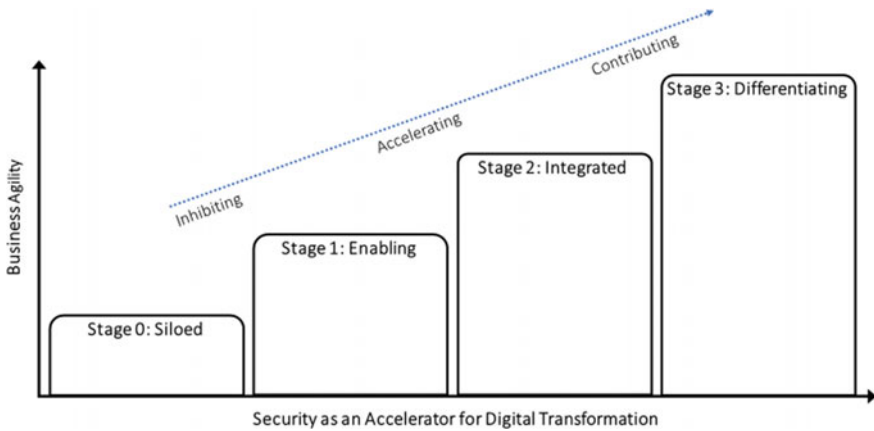 Contributing
Stage 3: Differentiating
Accelerating
Stage 2: Integrated
Inhibiting
Stage 1: Enabling
Stage 0: Siloed
Business Agility
Security as an Accelerator for Digital Transformation